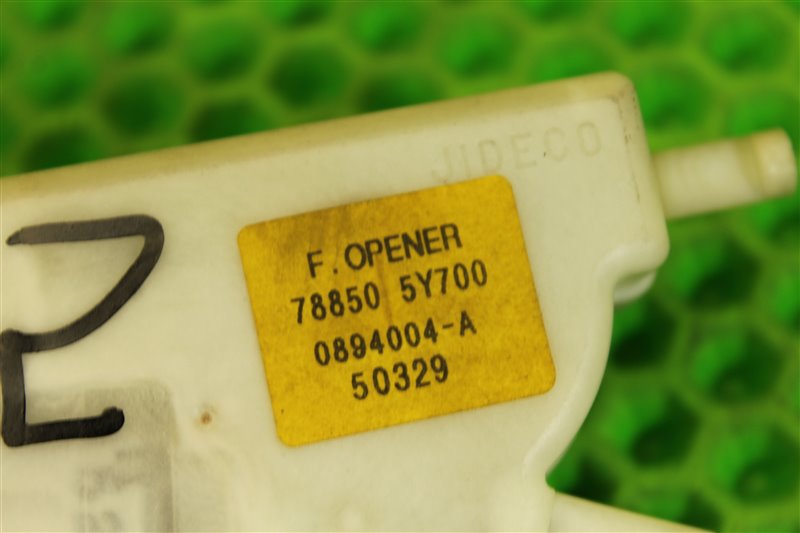 JIDECO
F. OPENER
78850 5Y700
0894004-A
50329